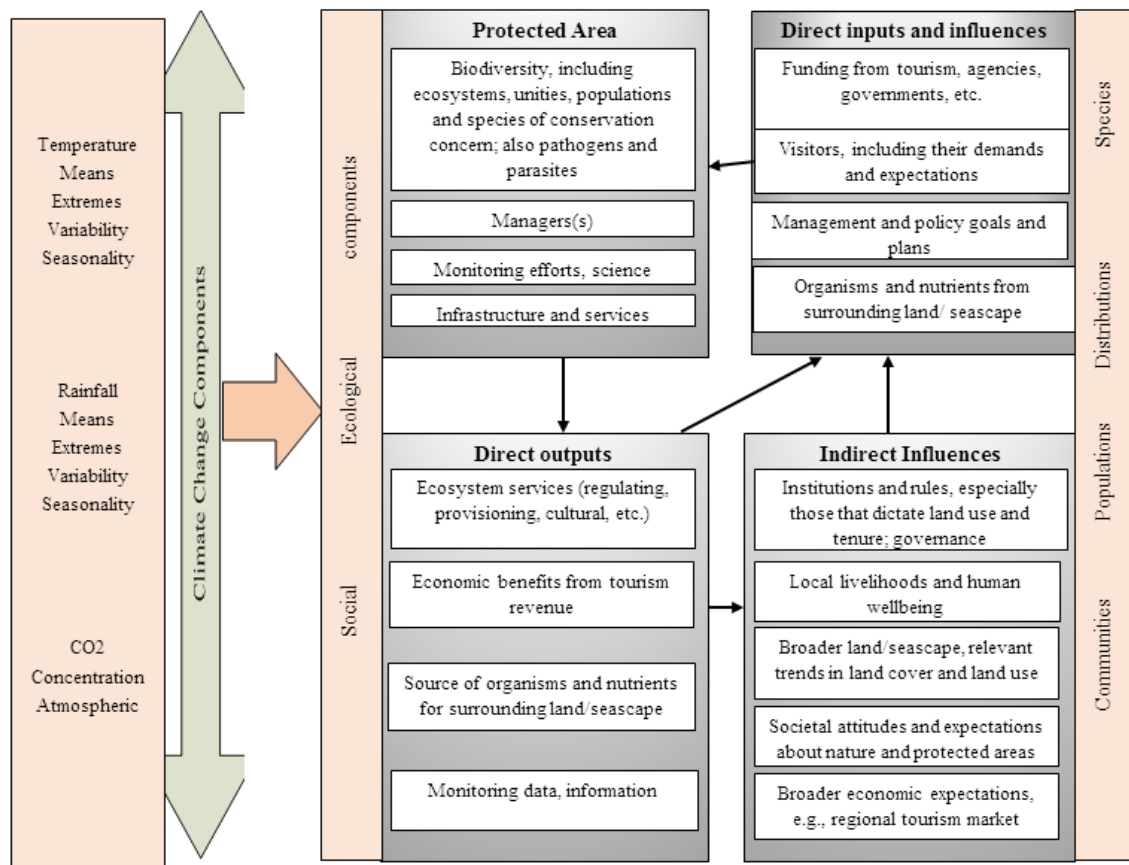 Temperature
Means
Extremes
Variability
Seasonality
Rainfall
Means
Extremes
Variability
Seasonality
CO2
Concentration
Atmospheric
Climate Change Components
components
Ecological
Social
Protected Area
Biodiversity, including
ecosystems, unities, populations
and species of conservation
concern; also pathogens and
parasites
Managers(s)
Monitoring efforts, science
Infrastructure and services
Direct inputs and influences
Funding from tourism, agencies,
governments, etc.
Visitors, including their demands
and expectations
Management and policy goals and
plans
Organisms and nutrients from
surrounding land/ seascape
Direct outputs
Ecosystem services (regulating,
provisioning, cultural, etc.)
Economic benefits from tourism
revenue
Source of organisms and nutrients
for surrounding land/seascape
Monitoring data, information
Indirect Influences
Institutions and rules, especially
those that dictate land use and
tenure; governance
Local livelihoods and human
wellbeing
Broader land/seascape, relevant
trends in land cover and land use
Societal attitudes and expectations
about nature and protected areas
Broader economic expectations,
e.g., regional tourism market
Species
Distributions
Populations
Communities